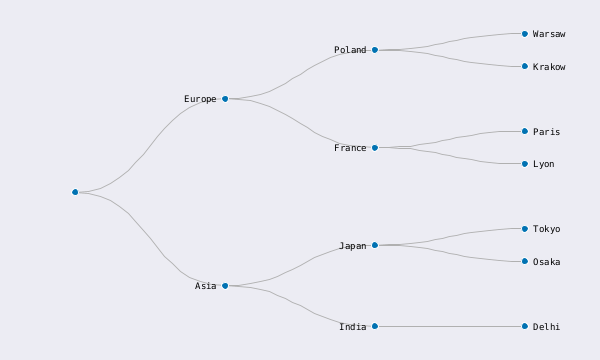 Europe
Poland
Warsaw
Krakow
France
Paris
Lyon
Asia
Japan
Tokyo
Osaka
India
Delhi